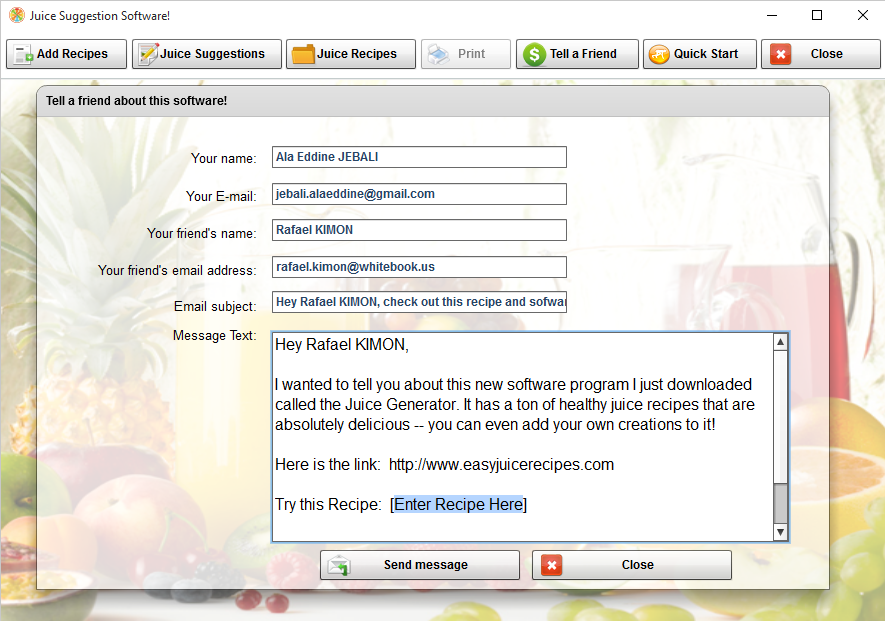 Juice Suggestion Software!
Add Recipes Juice Suggestions Juice Recipes Print Tell a Friend Quick Start Close
Tell a friend about this software!
Your name: Ala Eddine JEBALI
Your E-mail: jebali.alaeddine@gmail.com
Your friend's name: Rafael KIMON
Your friend's email address: rafael.kimon@whitebook.us
Email subject: Hey Rafael KIMON, check out this recipe and sofwar
Message Text:
Hey Rafael KIMON,
I wanted to tell you about this new software program I just downloaded
called the Juice Generator. It has a ton of healthy juice recipes that are
absolutely delicious -- you can even add your own creations to it!
Here is the link: http://www.easyjuicerecipes.com
Try this Recipe: [Enter Recipe Here]
Send message Close